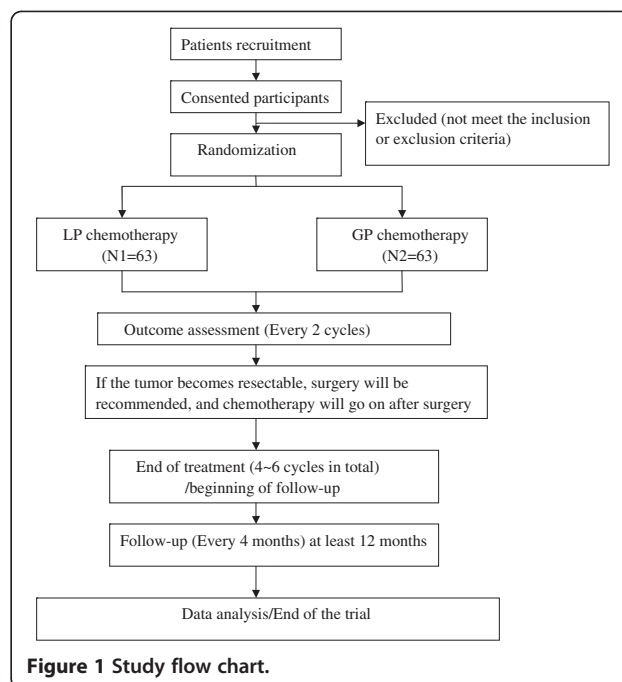 Patients recruitment
Consented participants
Excluded (not meet the inclusion
or exclusion criteria)
Randomization
LP chemotherapy
(N1=63)
GP chemotherapy
(N2=63)
Outcome assessment (Every 2 cycles)
If the tumor becomes resectable, surgery will be
recommended, and chemotherapy will go on after surgery
End of treatment (4~6 cycles in total)
/beginning of follow-up
Follow-up (Every 4 months) at least 12 months
Data analysis/End of the trial
Figure 1 Study flow chart.